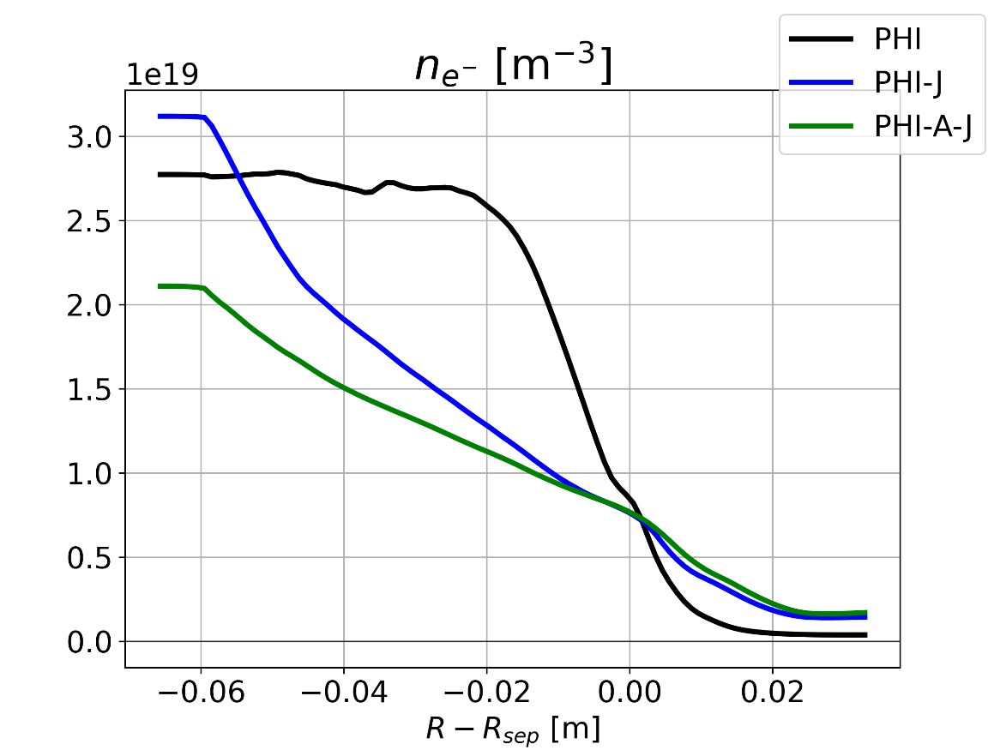 PHI
PHI-J
PHI-A-J
1e19
n_{e^-} [m^{-3}]
3.0
2.5
2.0
1.5
1.0
0.5
0.0
−0.06 −0.04 −0.02 0.00 0.02
R − R_{sep} [m]